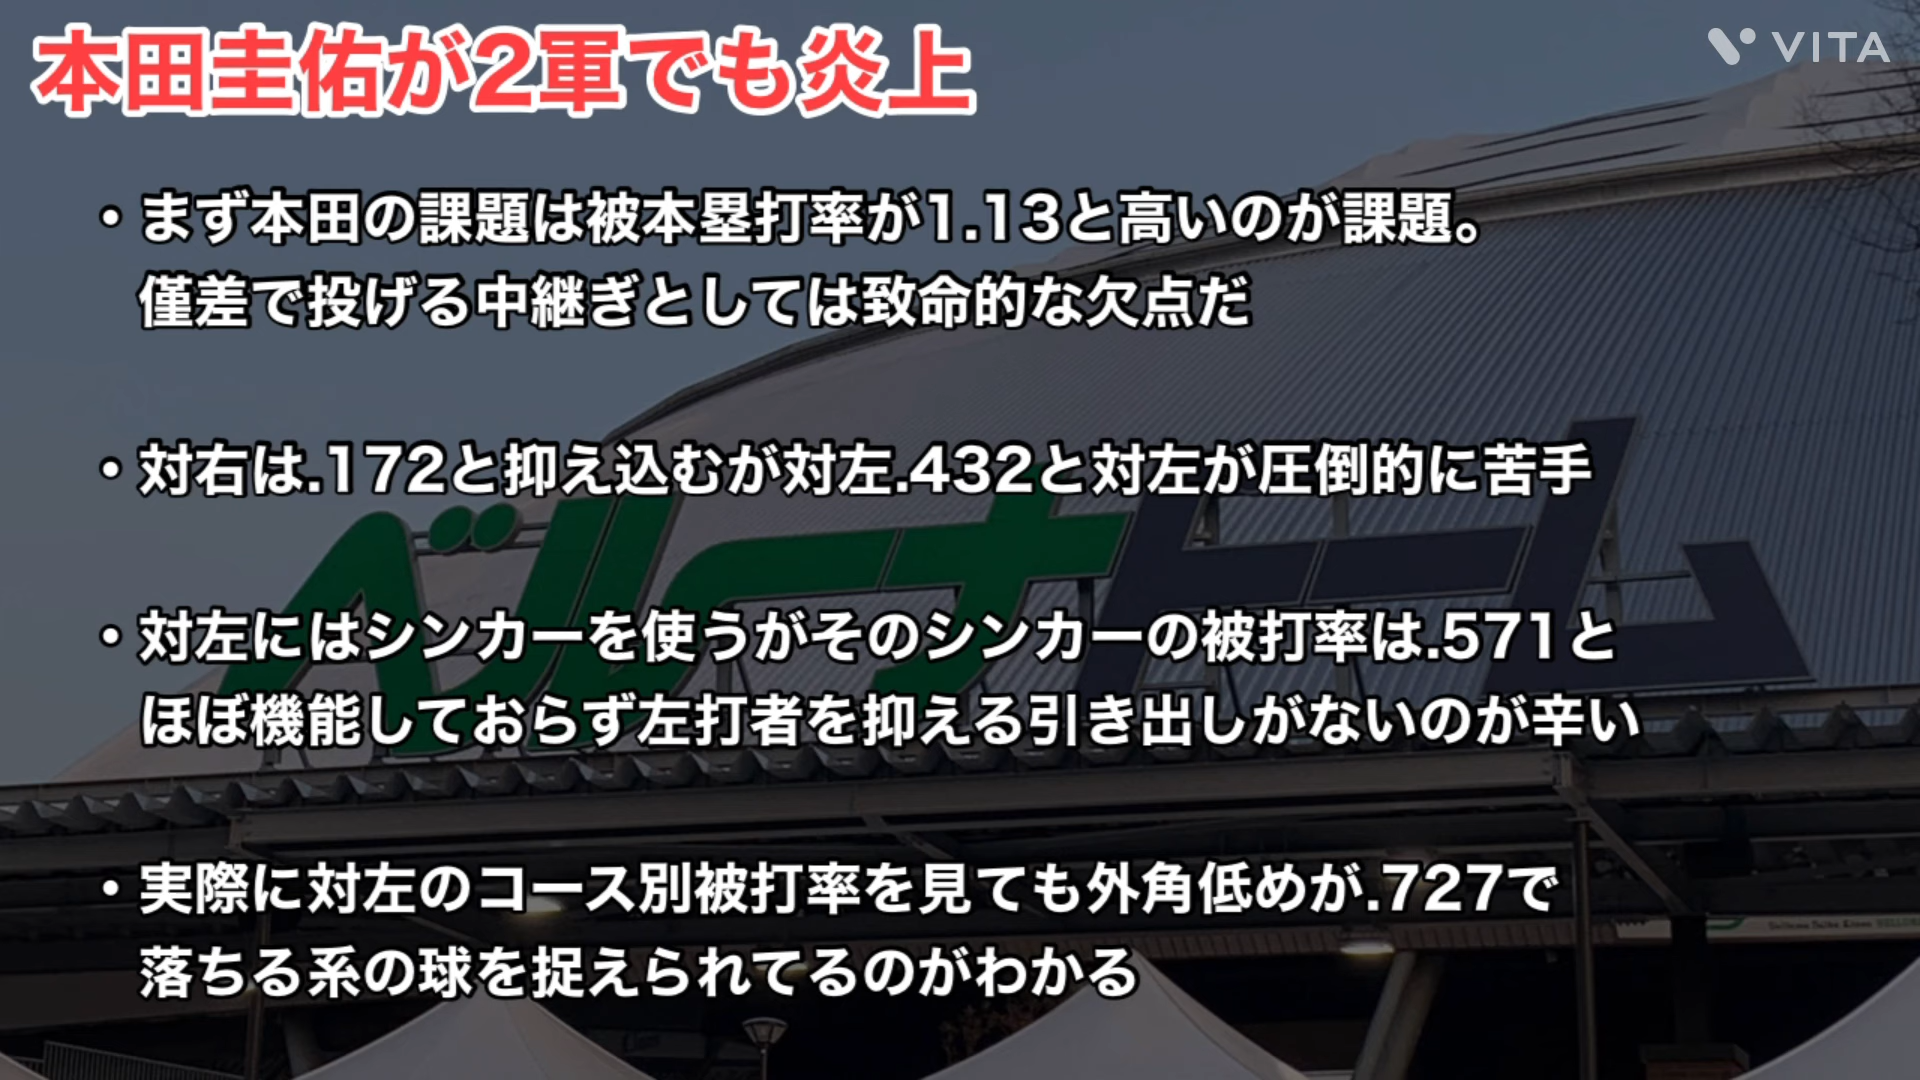 本田圭佑が2軍でも炎上
VITA
・まず本田の課題は被本塁打率が1.13と高いのが課題。
僅差で投げる中継ぎとしては致命的な欠点だ
・対右は.172と抑え込むが対左.432と対左が圧倒的に苦手
・対左にはシンカーを使うがそのシンカーの被打率は.571と
ほぼ機能しておらず左打者を抑える引き出しがないのが辛い
・実際に対左のコース別被打率を見ても外角低めが.727で
落ちる系の球を捉えられてるのがわかる
ベルーナドーム